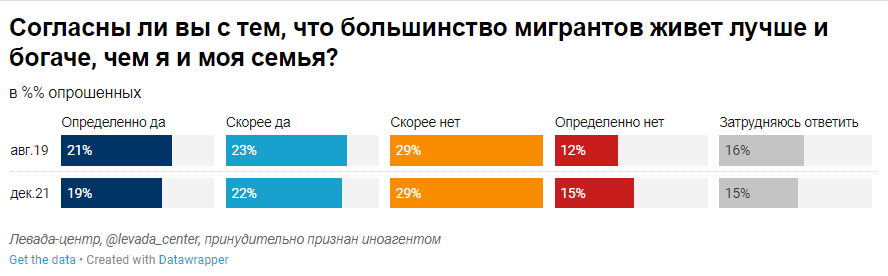 Согласны ли вы с тем, что большинство мигрантов живет лучше и
богаче, чем я и моя семья?
в %% опрошенных
Определенно да Скорее да Скорее нет Определенно нет Затрудняюсь ответить
авг.19 21% 23% 29% 12% 16%
дек.21 19% 22% 29% 15% 15%
Левада-центр, @levada_center, принудительно признан иноагентом
Get the data • Created with Datawrapper